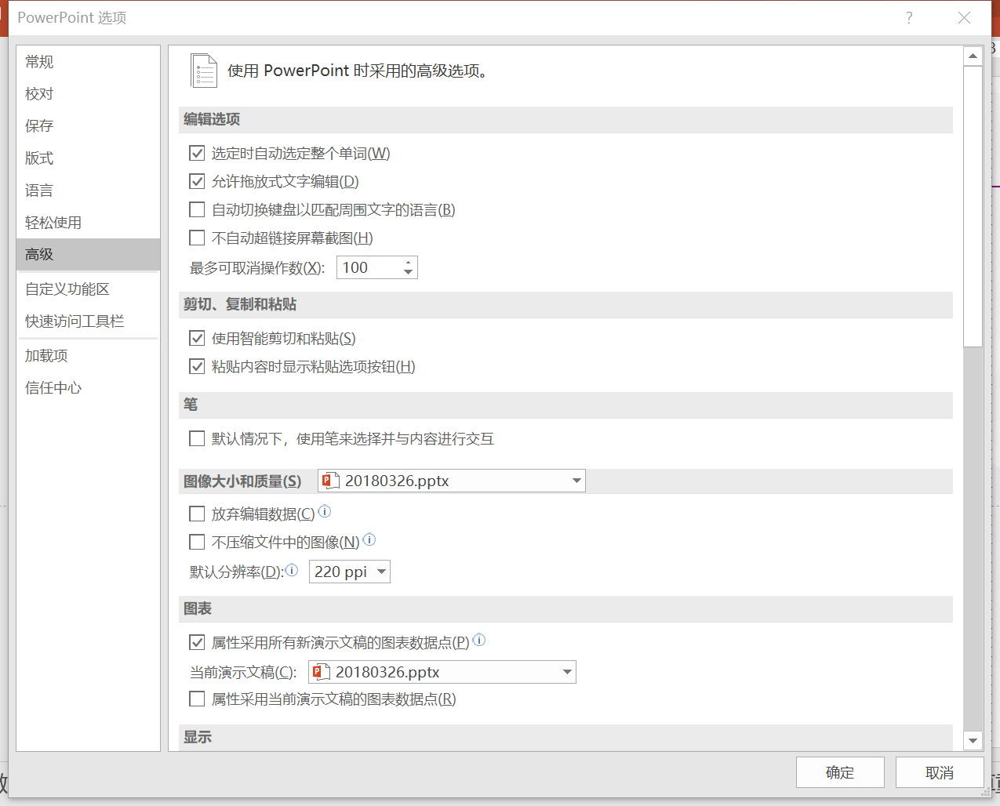 PowerPoint 选项
?
常规
校对
保存
版式
语言
轻松使用
高级
自定义功能区
快速访问工具栏
加载项
信任中心
使用 PowerPoint 时采用的高级选项。
编辑选项
选定时自动选定整个单词(W)
允许拖放式文字编辑(D)
自动切换键盘以匹配周围文字的语言(B)
不自动超链接屏幕截图(H)
最多可取消操作数(X): 100
剪切、复制和粘贴
使用智能剪切和粘贴(S)
粘贴内容时显示粘贴选项按钮(H)
笔
默认情况下，使用笔来选择并与内容进行交互
图像大小和质量(S) 20180326.pptx
放弃编辑数据(C)
不压缩文件中的图像(N)
默认分辨率(D): 220 ppi
图表
属性采用所有新演示文稿的图表数据点(P)
当前演示文稿(C): 20180326.pptx
属性采用当前演示文稿的图表数据点(R)
显示
确定
取消